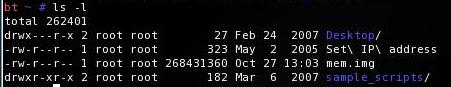 bt ~ # ls -l
total 262401
drwx---r-x 2 root root 27 Feb 24 2007 Desktop/
-rw-r--r-- 1 root root 323 May 2 2005 Set\ IP\ address
-rw-r--r-- 1 root root 268431360 Oct 27 13:03 mem.img
drwxr-xr-x 2 root root 182 Mar 6 2007 sample_scripts/